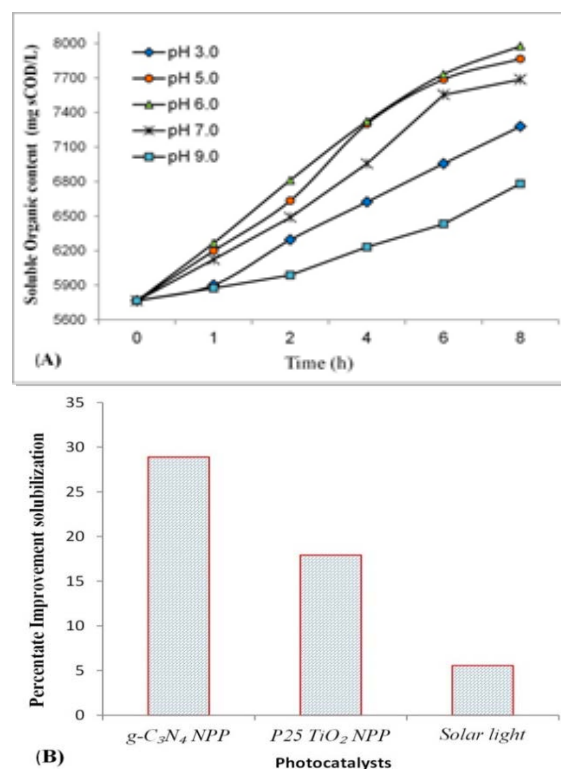 8000
7700
7400
7100
6800
6500
6200
5900
5600
Soluble Organic content (mg sCOD/L)
pH 3.0
pH 5.0
pH 6.0
pH 7.0
pH 9.0
0 1 2 4 6 8
(A)
Time (h)
35
30
25
20
15
10
5
0
Percentate Improvement solubilization
g-C₃N₄ NPP P25 TiO₂ NPP Solar light
(B)
Photocatalysts